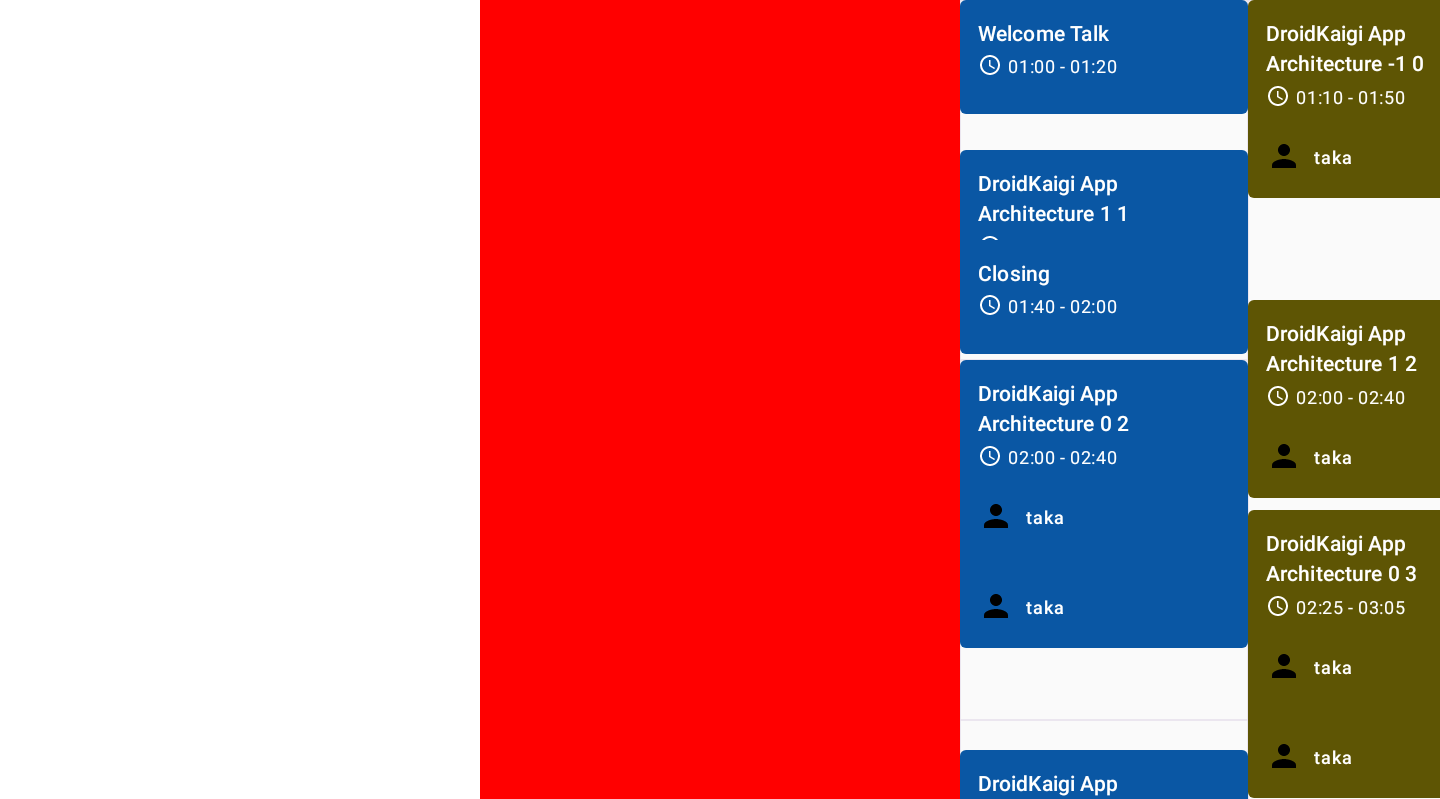 Welcome Talk
01:00 - 01:20
DroidKaigi App
Architecture 1 1
Closing
01:40 - 02:00
DroidKaigi App
Architecture 0 2
02:00 - 02:40
taka
taka
DroidKaigi App
DroidKaigi App
Architecture -1 0
01:10 - 01:50
taka
DroidKaigi App
Architecture 1 2
02:00 - 02:40
taka
DroidKaigi App
Architecture 0 3
02:25 - 03:05
taka
taka